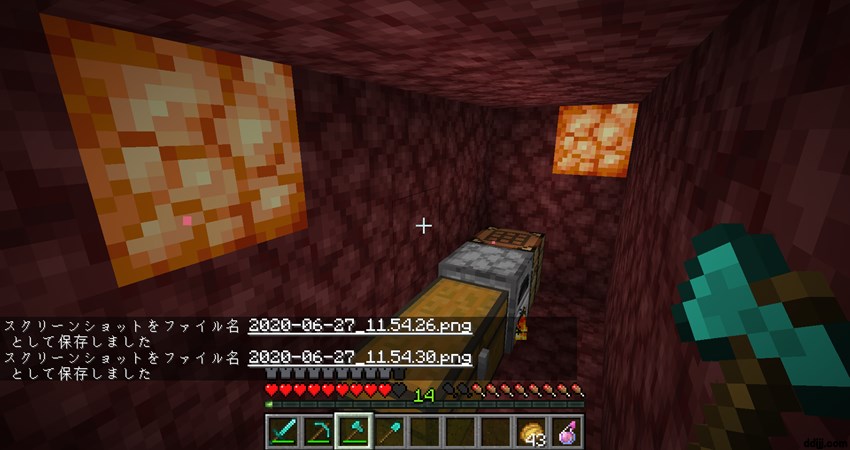 スクリーンショットをファイル名 2020-06-27_11.54.26.png
として保存しました
スクリーンショットをファイル名 2020-06-27_11.54.30.png
として保存しました
14
43
ddjjj.com